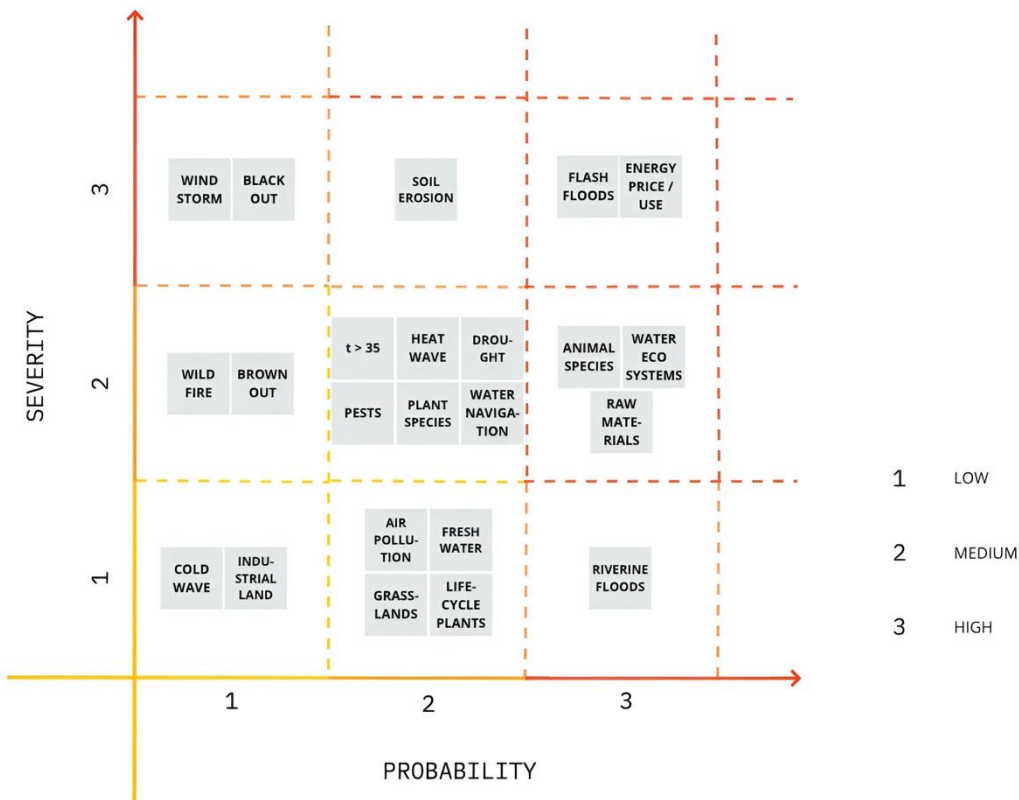 SEVERITY
3
WIND
STORM
BLACK
OUT
SOIL
EROSION
FLASH
FLOODS
ENERGY
PRICE /
USE
2
WILD
FIRE
BROWN
OUT
t > 35
HEAT
WAVE
DROU-
GHT
PESTS
PLANT
SPECIES
WATER
NAVIGA-
TION
ANIMAL
SPECIES
WATER
ECO
SYSTEMS
RAW
MATE-
RIALS
1
COLD
WAVE
INDU-
STRIAL
LAND
AIR
POLLU-
TION
FRESH
WATER
GRASS-
LANDS
LIFE-
CYCLE
PLANTS
RIVERINE
FLOODS
1 2 3
PROBABILITY
1 LOW
2 MEDIUM
3 HIGH